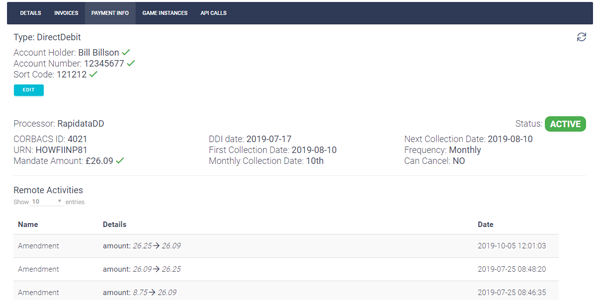 DETAILS INVOICES PAYMENT INFO GAME INSTANCES API CALLS
Type: DirectDebit
Account Holder: Bill Billson
Account Number: 12345677
Sort Code: 121212
EDIT
Processor: RapidataDD Status: ACTIVE
CORBACS ID: 4021 DDI date: 2019-07-17 Next Collection Date: 2019-08-10
URN: HOWFIINP81 First Collection Date: 2019-08-10 Frequency: Monthly
Mandate Amount: £26.09 Monthly Collection Date: 10th Can Cancel: NO
Remote Activities
Show 10 entries
Name Details Date
Amendment amount: 26.25 → 26.09 2019-10-05 12:01:03
Amendment amount: 26.09 → 26.25 2019-07-25 08:48:20
Amendment amount: 8.75 → 26.09 2019-07-25 08:46:35